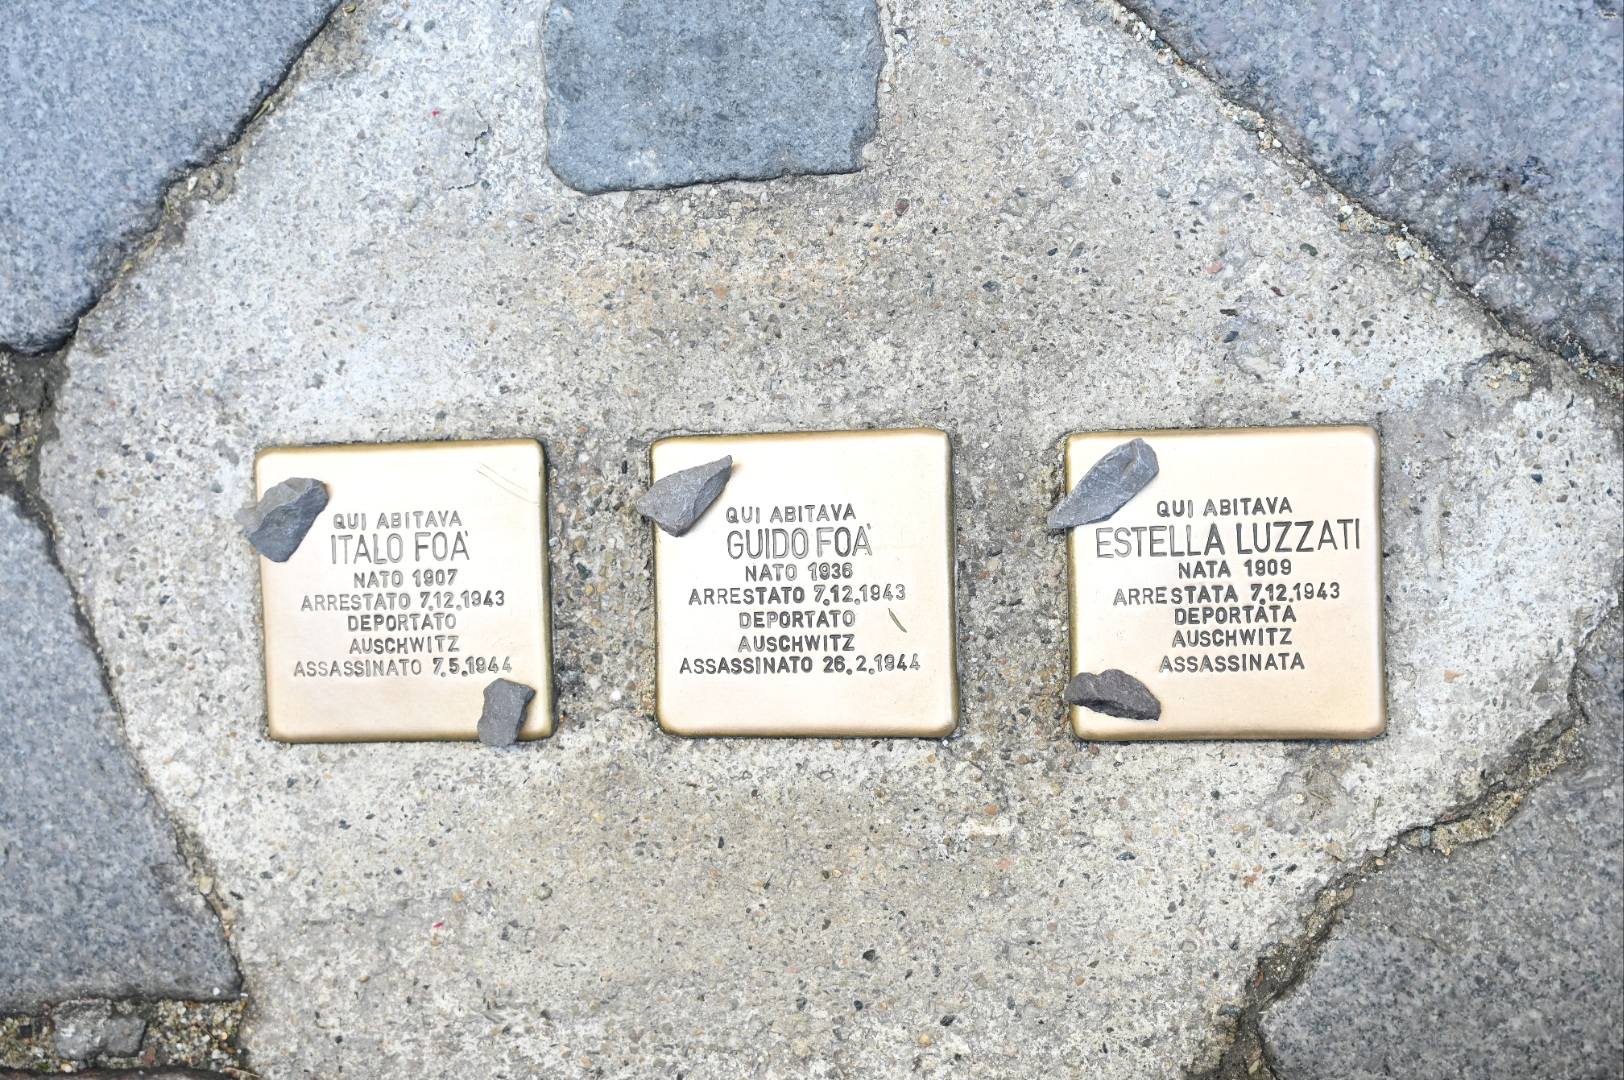 QUI ABITAVA
ITALO FOA'
NATO 1907
ARRESTATO 7.12.1943
DEPORTATO
AUSCHWITZ
ASSASSINATO 7.5.1944
QUI ABITAVA
GUIDO FOA'
NATO 1936
ARRESTATO 7.12.1943
DEPORTATO
AUSCHWITZ
ASSASSINATO 26.2.1944
QUI ABITAVA
ESTELLA LUZZATI
NATA 1909
ARRESTATA 7.12.1943
DEPORTATA
AUSCHWITZ
ASSASSINATA